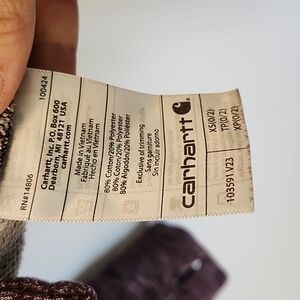 carhartt
XS(0/2)
TP(0/2)
XP(0/2)
103591 V23
Exclusive of trimming
Sans garniture
Sin incluir adorno
80% Cotton/20% Polyester
80% Coton/20% Polyester
80% Algodón/20% Poliéster
Made in Vietnam
Fabriqué au Vietnam
Hecho en Vietnam
Carhartt, Inc. P.O. Box 600
Dearborn, MI 48121 USA
carhartt.com
RN#14806
100424